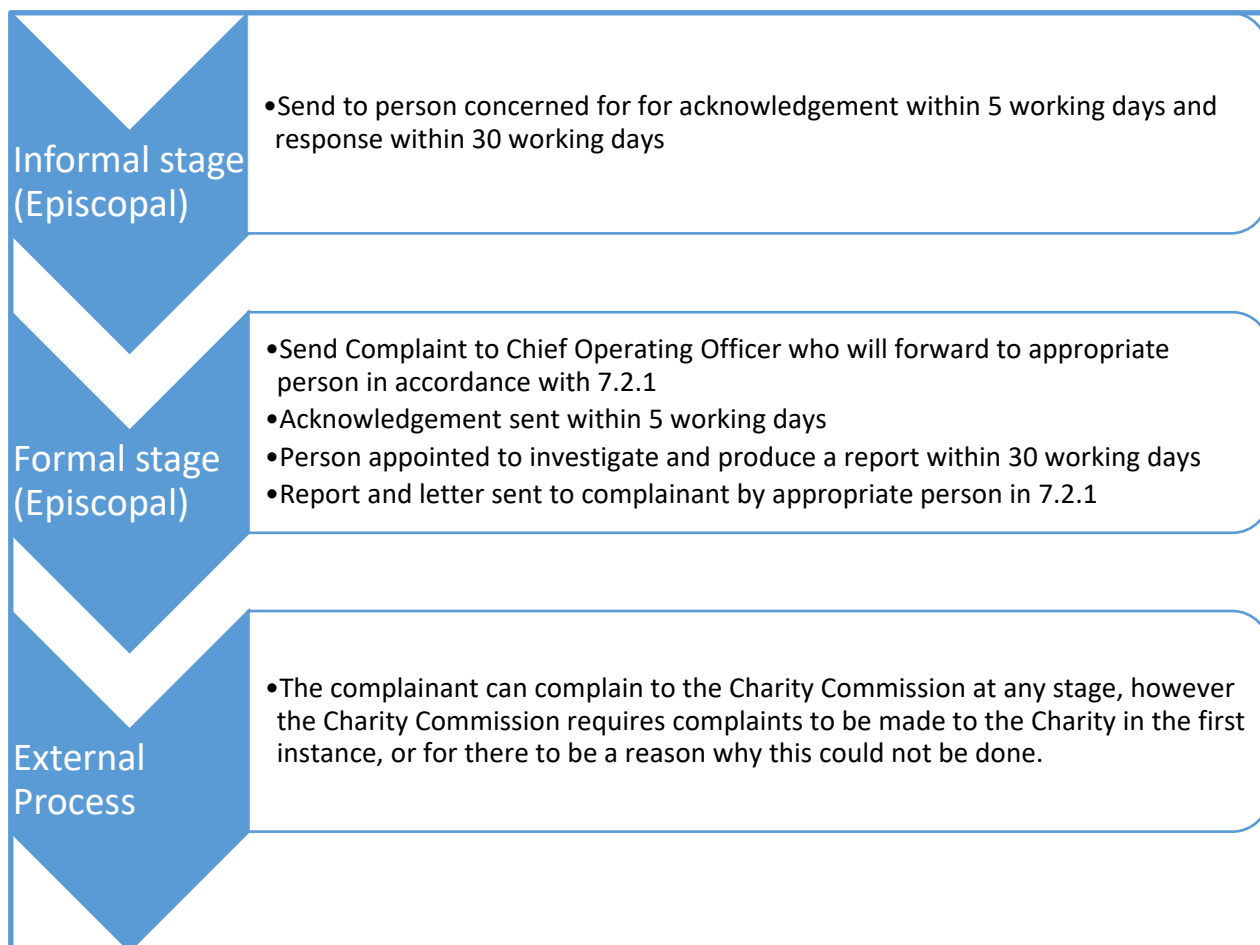 Informal stage
(Episcopal)
•Send to person concerned for for acknowledgement within 5 working days and
response within 30 working days
Formal stage
(Episcopal)
•Send Complaint to Chief Operating Officer who will forward to appropriate
person in accordance with 7.2.1
•Acknowledgement sent within 5 working days
•Person appointed to investigate and produce a report within 30 working days
•Report and letter sent to complainant by appropriate person in 7.2.1
External
Process
•The complainant can complain to the Charity Commission at any stage, however
the Charity Commission requires complaints to be made to the Charity in the first
instance, or for there to be a reason why this could not be done.